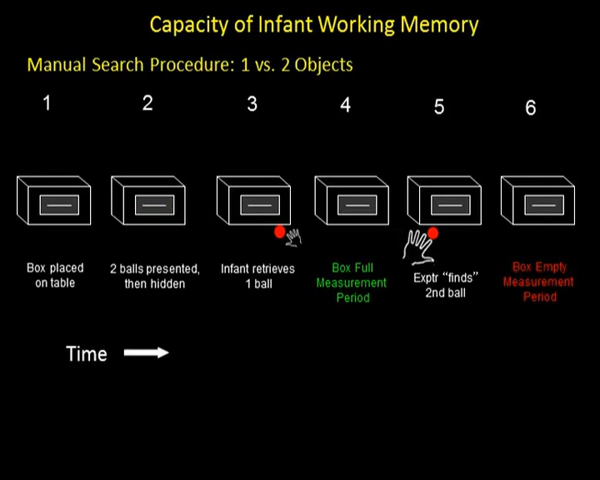 Capacity of Infant Working Memory
Manual Search Procedure: 1 vs. 2 Objects
1 2 3 4 5 6
Box placed
on table
2 balls presented,
then hidden
Infant retrieves
1 ball
Box Full
Measurement
Period
Exptr “finds”
2nd ball
Box Empty
Measurement
Period
Time